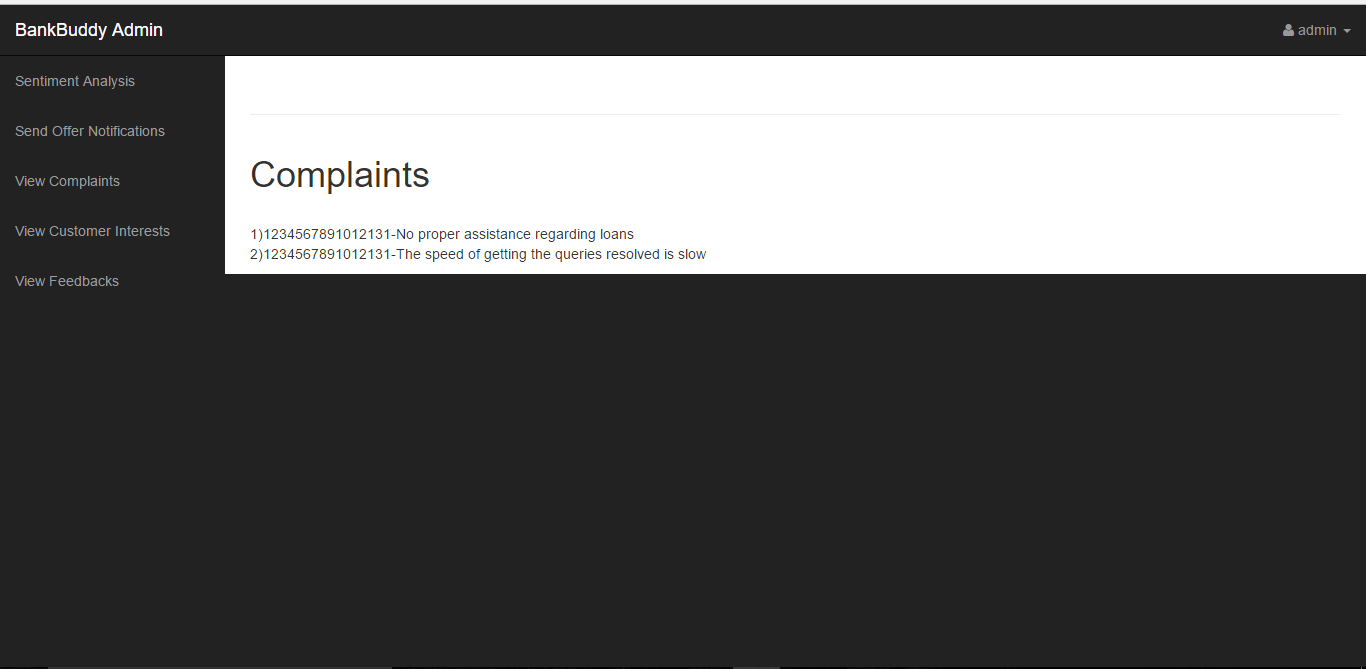 BankBuddy Admin
admin
Sentiment Analysis
Send Offer Notifications
View Complaints
View Customer Interests
View Feedbacks
Complaints
1)1234567891012131-No proper assistance regarding loans
2)1234567891012131-The speed of getting the queries resolved is slow